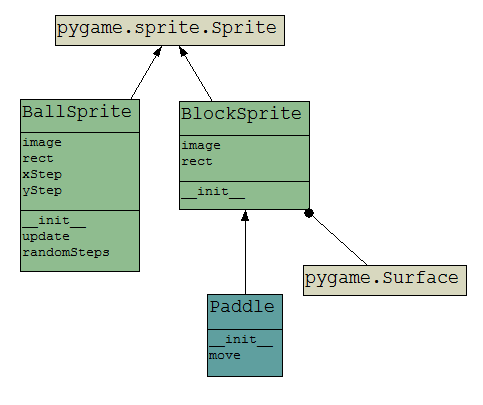 pygame.sprite.Sprite
BallSprite
image
rect
xStep
yStep
__init__
update
randomSteps
BlockSprite
image
rect
__init__
pygame.Surface
Paddle
__init__
move